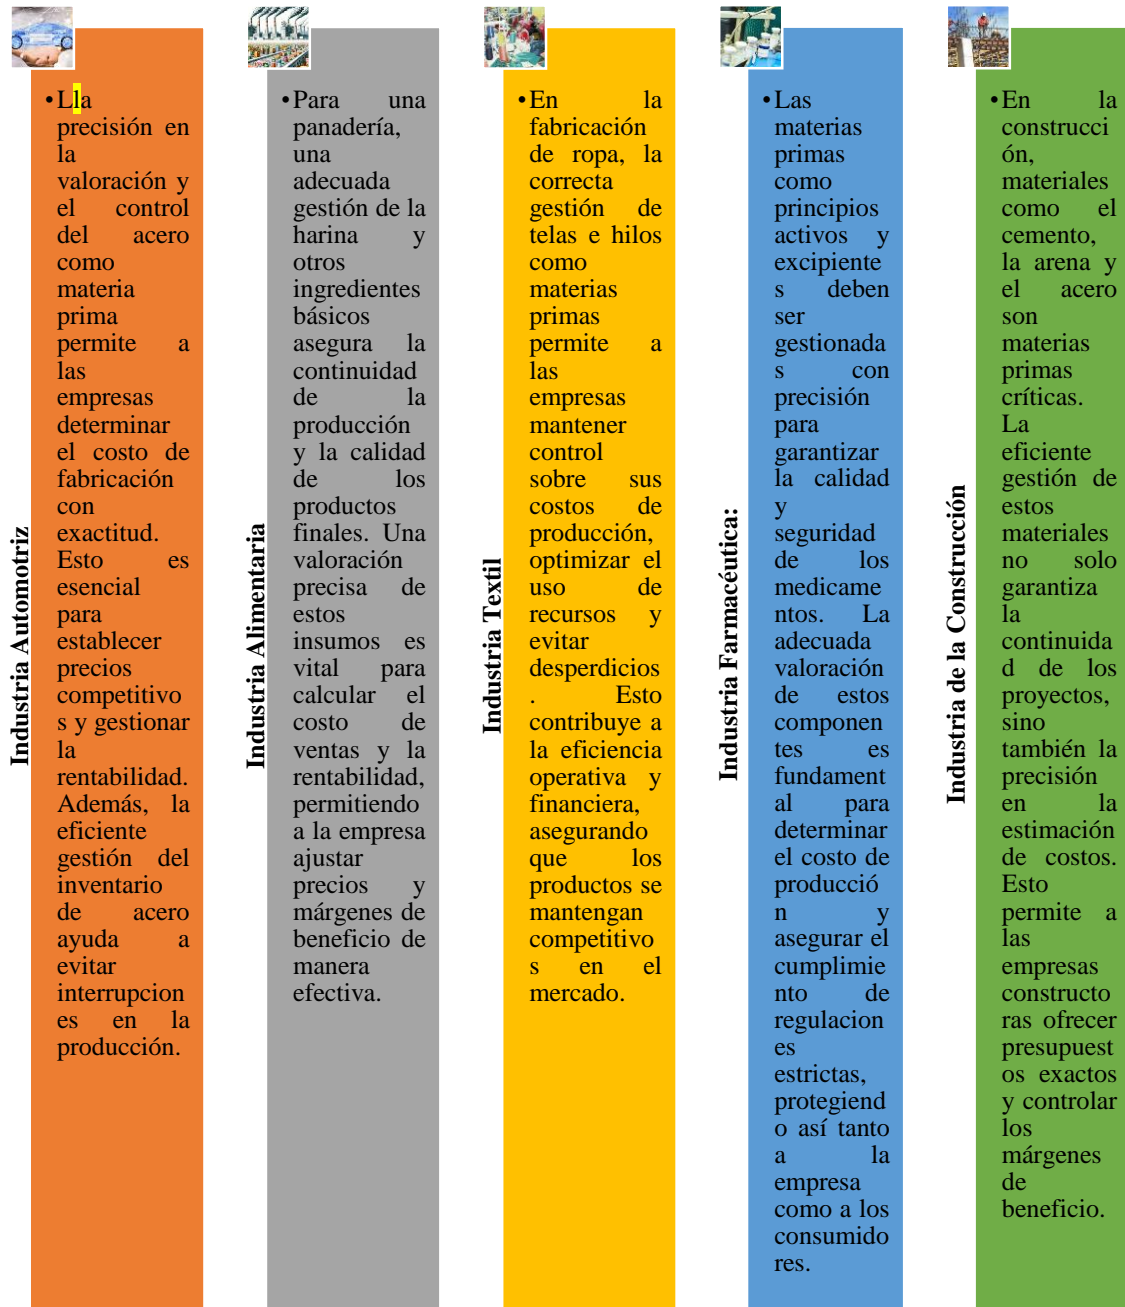 Industria Automotriz
•Lla
precisión en
la
valoración y
el control
del acero
como
materia
prima
permite a
las
empresas
determinar
el costo de
fabricación
con
exactitud.
Esto es
esencial
para
establecer
precios
competitivo
s y gestionar
la
rentabilidad.
Además, la
eficiente
gestión del
inventario
de acero
ayuda a
evitar
interrupcion
es en la
producción.
Industria Alimentaria
•Para una
panadería,
una
adecuada
gestión de la
harina y
otros
ingredientes
básicos
asegura la
continuidad
de la
producción
y la calidad
de los
productos
finales. Una
valoración
precisa de
estos
insumos es
vital para
calcular el
costo de
ventas y la
rentabilidad,
permitiendo
a la empresa
ajustar
precios y
márgenes de
beneficio de
manera
efectiva.
Industria Textil
•En la
fabricación
de ropa, la
correcta
gestión de
telas e hilos
como
materias
primas
permite a
las
empresas
mantener
control
sobre sus
costos de
producción,
optimizar el
uso de
recursos y
evitar
desperdicios
. Esto
contribuye a
la eficiencia
operativa y
financiera,
asegurando
que los
productos se
mantengan
competitivo
s en el
mercado.
Industria Farmacéutica:
•Las
materias
primas
como
principios
activos y
excipiente
s deben
ser
gestionada
s con
precisión
para
garantizar
la calidad
y
seguridad
de los
medicame
ntos. La
adecuada
valoración
de estos
componen
tes es
fundament
al para
determinar
el costo de
producció
n y
asegurar el
cumplimie
nto de
regulacion
es
estrictas,
protegiend
o así tanto
a la
empresa
como a los
consumido
res.
Industria de la Construcción
•En la
construcci
ón,
materiales
como el
cemento,
la arena y
el acero
son
materias
primas
críticas.
La
eficiente
gestión de
estos
materiales
no solo
garantiza
la
continuida
d de los
proyectos,
sino
también la
precisión
en la
estimación
de costos.
Esto
permite a
las
empresas
constructo
ras ofrecer
presupuest
os exactos
y controlar
los
márgenes
de
beneficio.